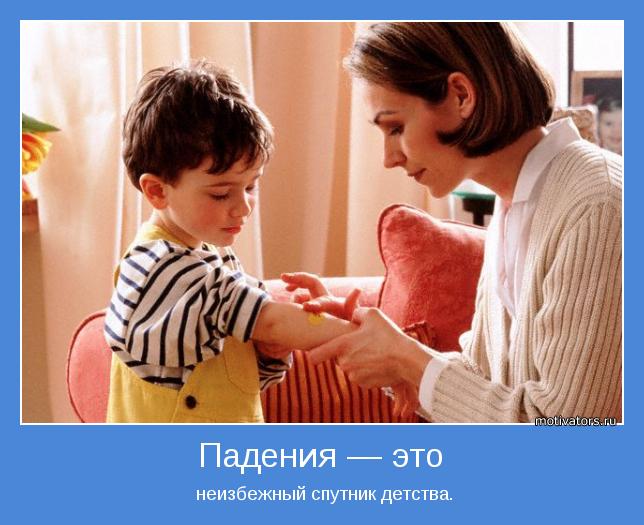 motivators.ru
Падения — это
неизбежный спутник детства.